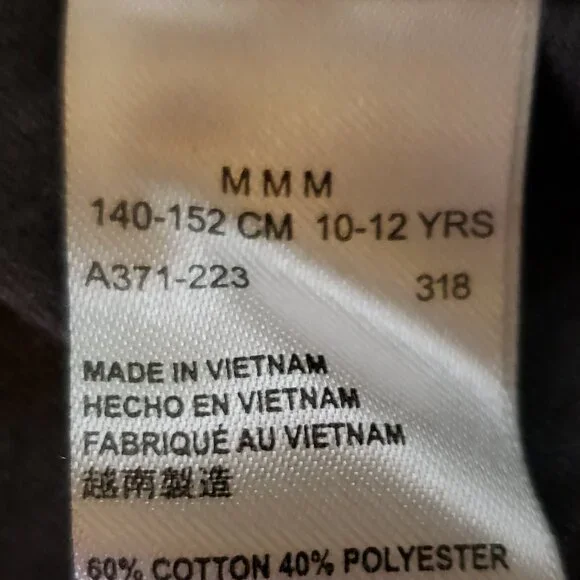 M M M
140-152 CM 10-12 YRS
A371-223 318
MADE IN VIETNAM
HECHO EN VIETNAM
FABRIQUÉ AU VIETNAM
越南製造
60% COTTON 40% POLYESTER